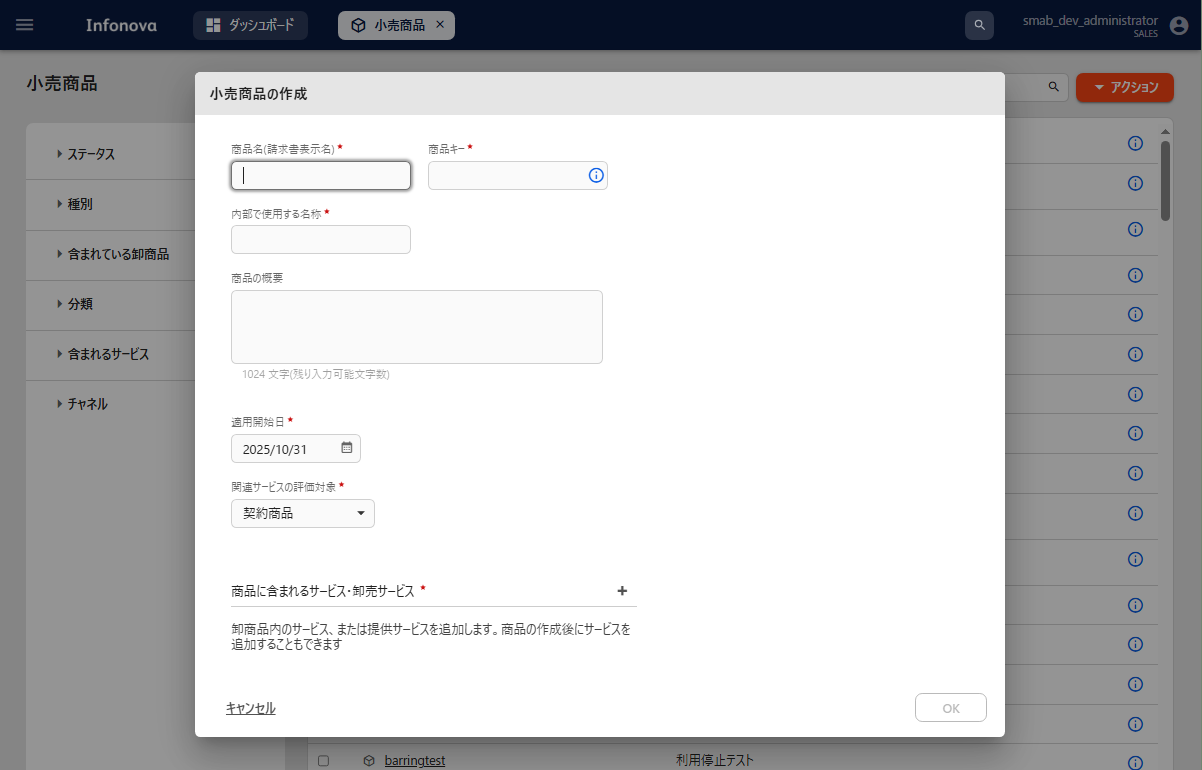 Infonova
ダッシュボード
小売商品 ×
smab_dev_administrator
SALES
小売商品
アクション
ステータス
種別
含まれている卸商品
分類
含まれるサービス
チャネル
小売商品の作成
商品名(請求書表示名) *
商品キー *
内部で使用する名称 *
商品の概要
1024 文字(残り入力可能文字数)
適用開始日 *
2025/10/31
関連サービスの評価対象 *
契約商品
商品に含まれるサービス・卸売サービス *
+
卸商品内のサービス、または提供サービスを追加します。商品の作成後にサービスを
追加することもできます
キャンセル
OK
barringtest
利用停止テスト